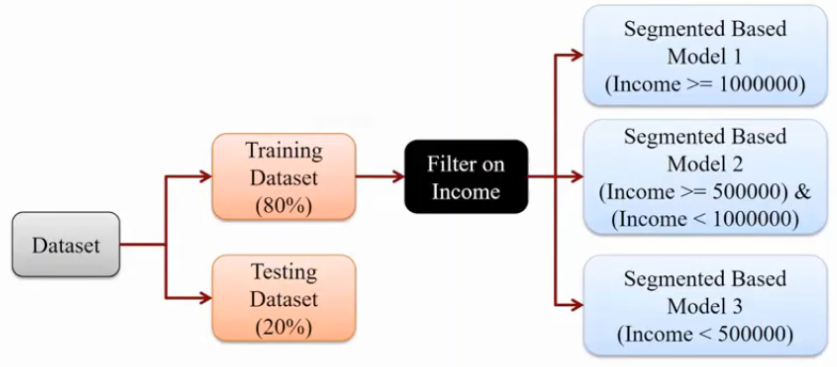 Dataset
Training
Dataset
(80%)
Testing
Dataset
(20%)
Filter on
Income
Segmented Based
Model 1
(Income >= 1000000)
Segmented Based
Model 2
(Income >= 500000) &
(Income < 1000000)
Segmented Based
Model 3
(Income < 500000)